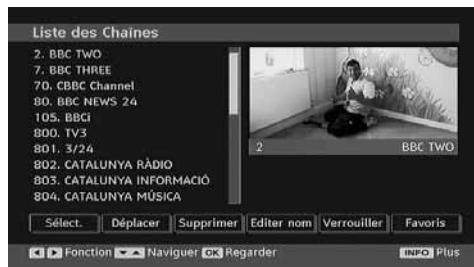 Liste des Chaînes
2. BBC TWO
7. BBC THREE
70. CBBC Channel
80. BBC NEWS 24
105. BBCi
800. TV3
801. 3/24
802. CATALUNYA RÀDIO
803. CATALUNYA INFORMACIÓ
804. CATALUNYA MÚSICA
2 BBC TWO
Sélect. Déplacer Supprimer Editer nom Verrouiller Favoris
Fonction Naviguer OK Regarder INFO Plus